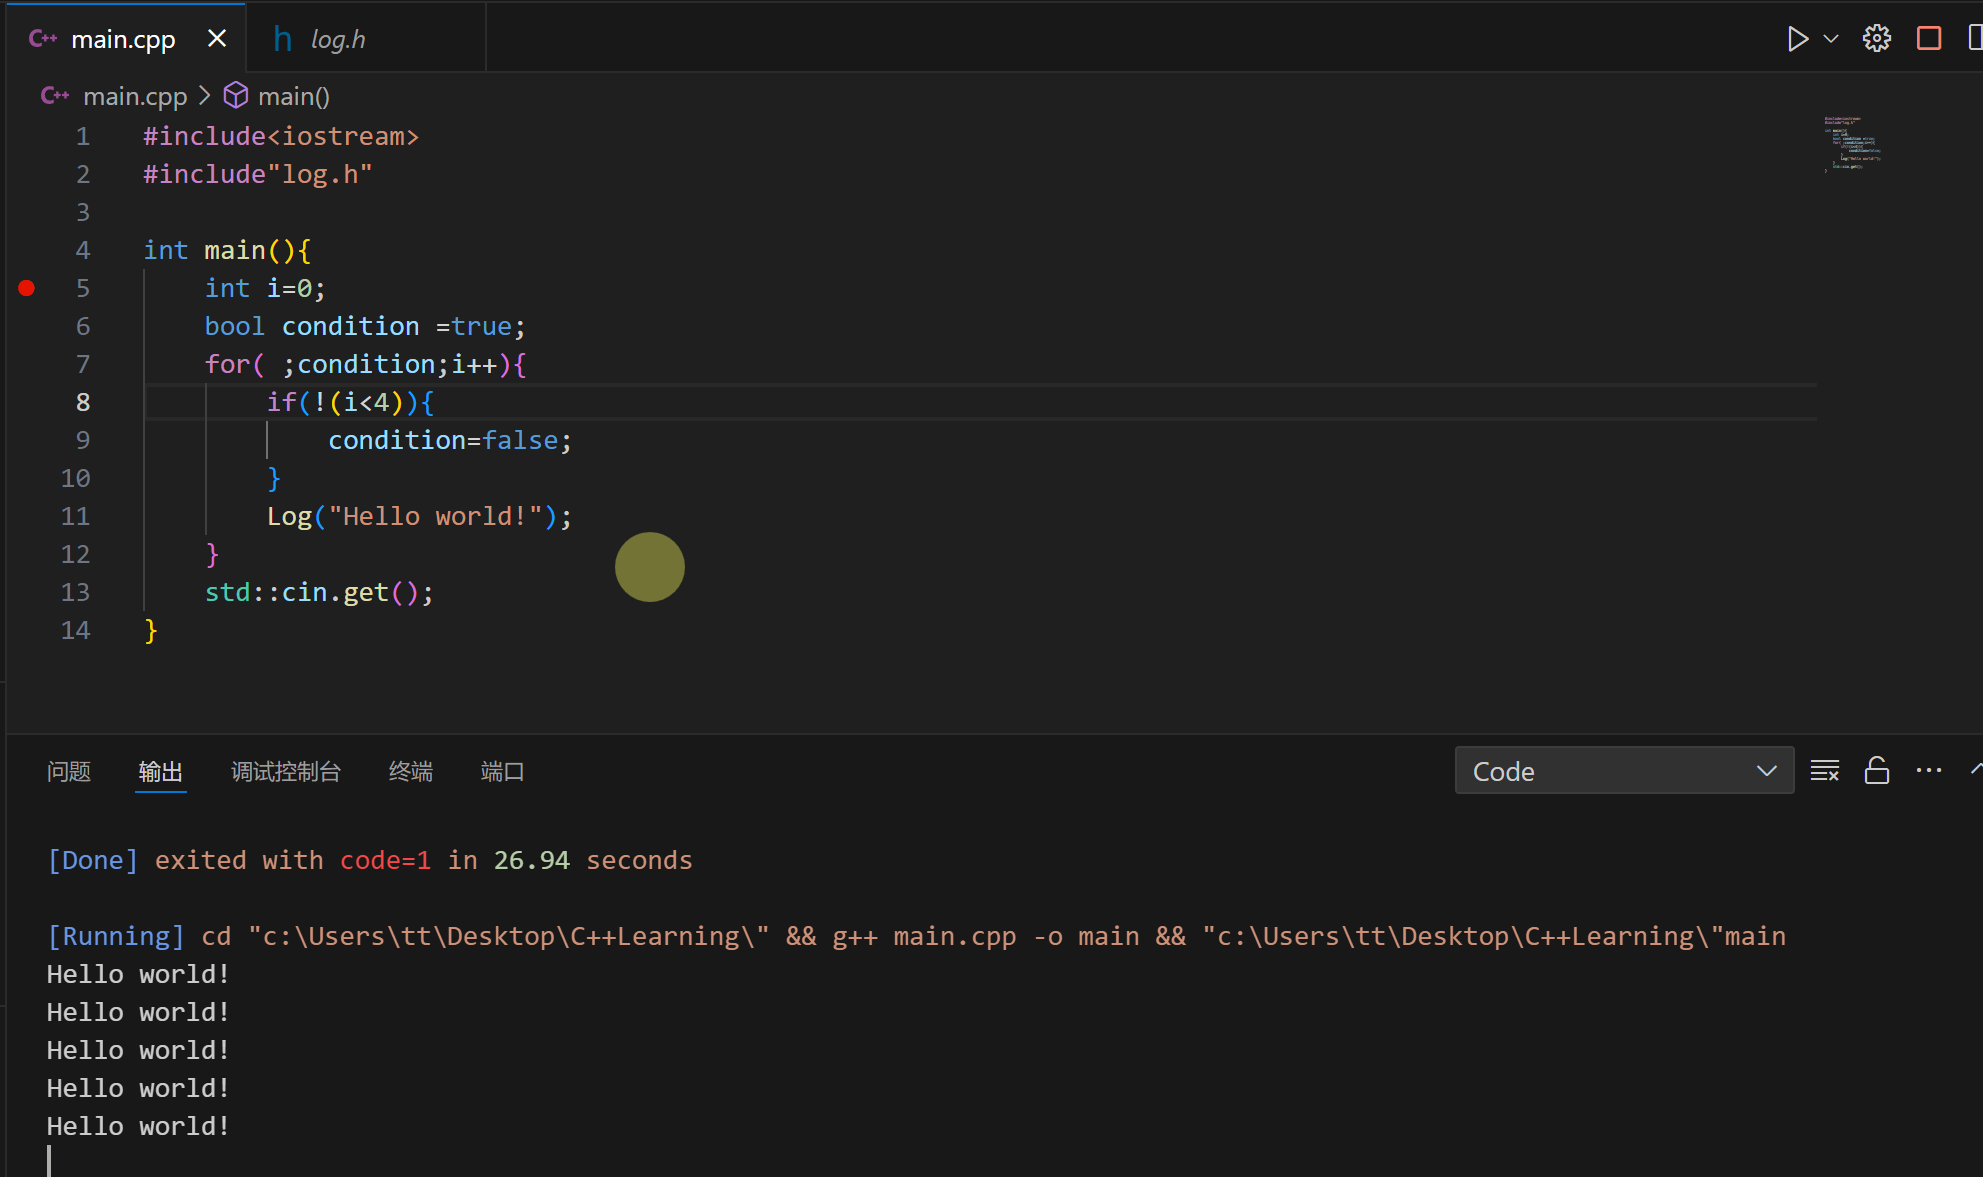 main.cpp log.h
main.cpp > main()
1 #include<iostream>
2 #include"log.h"
3
4 int main(){
5     int i=0;
6     bool condition =true;
7     for( ;condition;i++){
8         if(!(i<4)){
9             condition=false;
10         }
11         Log("Hello world!");
12     }
13     std::cin.get();
14 }
问题 输出 调试控制台 终端 端口 Code
[Done] exited with code=1 in 26.94 seconds
[Running] cd "c:\Users\tt\Desktop\C++Learning\" && g++ main.cpp -o main && "c:\Users\tt\Desktop\C++Learning\"main
Hello world!
Hello world!
Hello world!
Hello world!
Hello world!